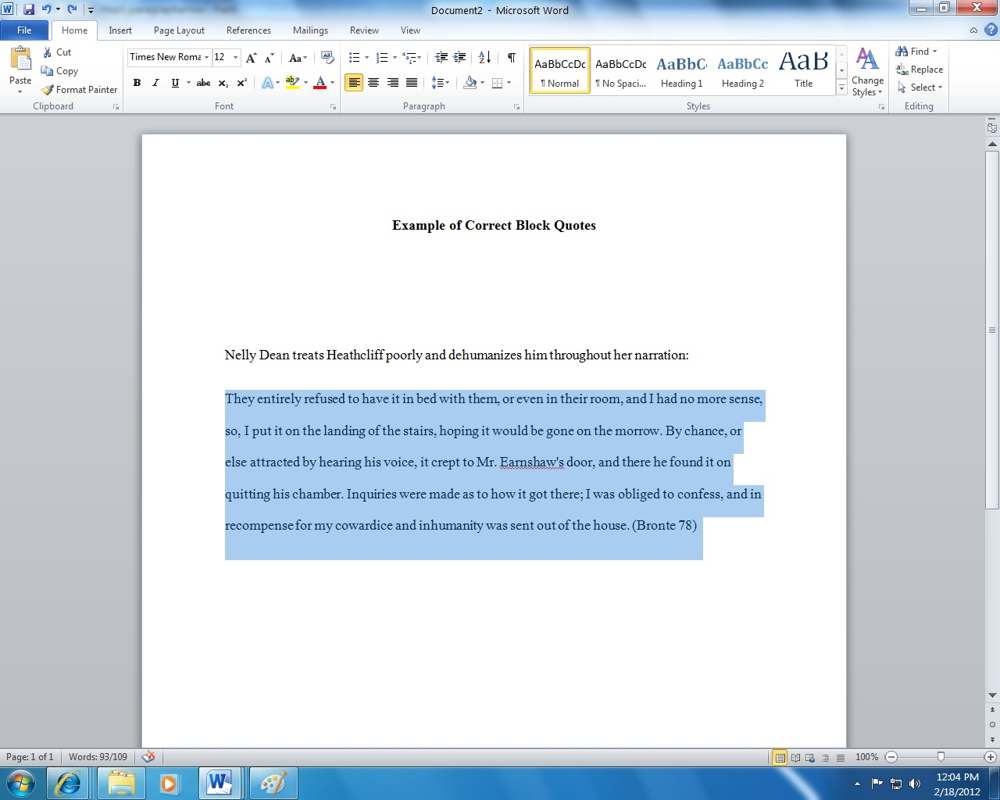 Document2 - Microsoft Word
File Home Insert Page Layout References Mailings Review View
Paste
Cut
Copy
Format Painter
Clipboard
Times New Roma 12
Aa
B I U abc x₂ x² A ab A
Font
Paragraph
AaBbCcDc AaBbCcDc AaBbC AaBbCc AaB
¶ Normal ¶ No Spaci... Heading 1 Heading 2 Title
Styles
Change
Styles
Find
Replace
Select
Editing
Example of Correct Block Quotes
Nelly Dean treats Heathcliff poorly and dehumanizes him throughout her narration:
They entirely refused to have it in bed with them, or even in their room, and I had no more sense,
so, I put it on the landing of the stairs, hoping it would be gone on the morrow. By chance, or
else attracted by hearing his voice, it crept to Mr. Earnshaw's door, and there he found it on
quitting his chamber. Inquiries were made as to how it got there; I was obliged to confess, and in
recompense for my cowardice and inhumanity was sent out of the house. (Bronte 78)
Page: 1 of 1 Words: 93/109 100%
12:04 PM
2/18/2012